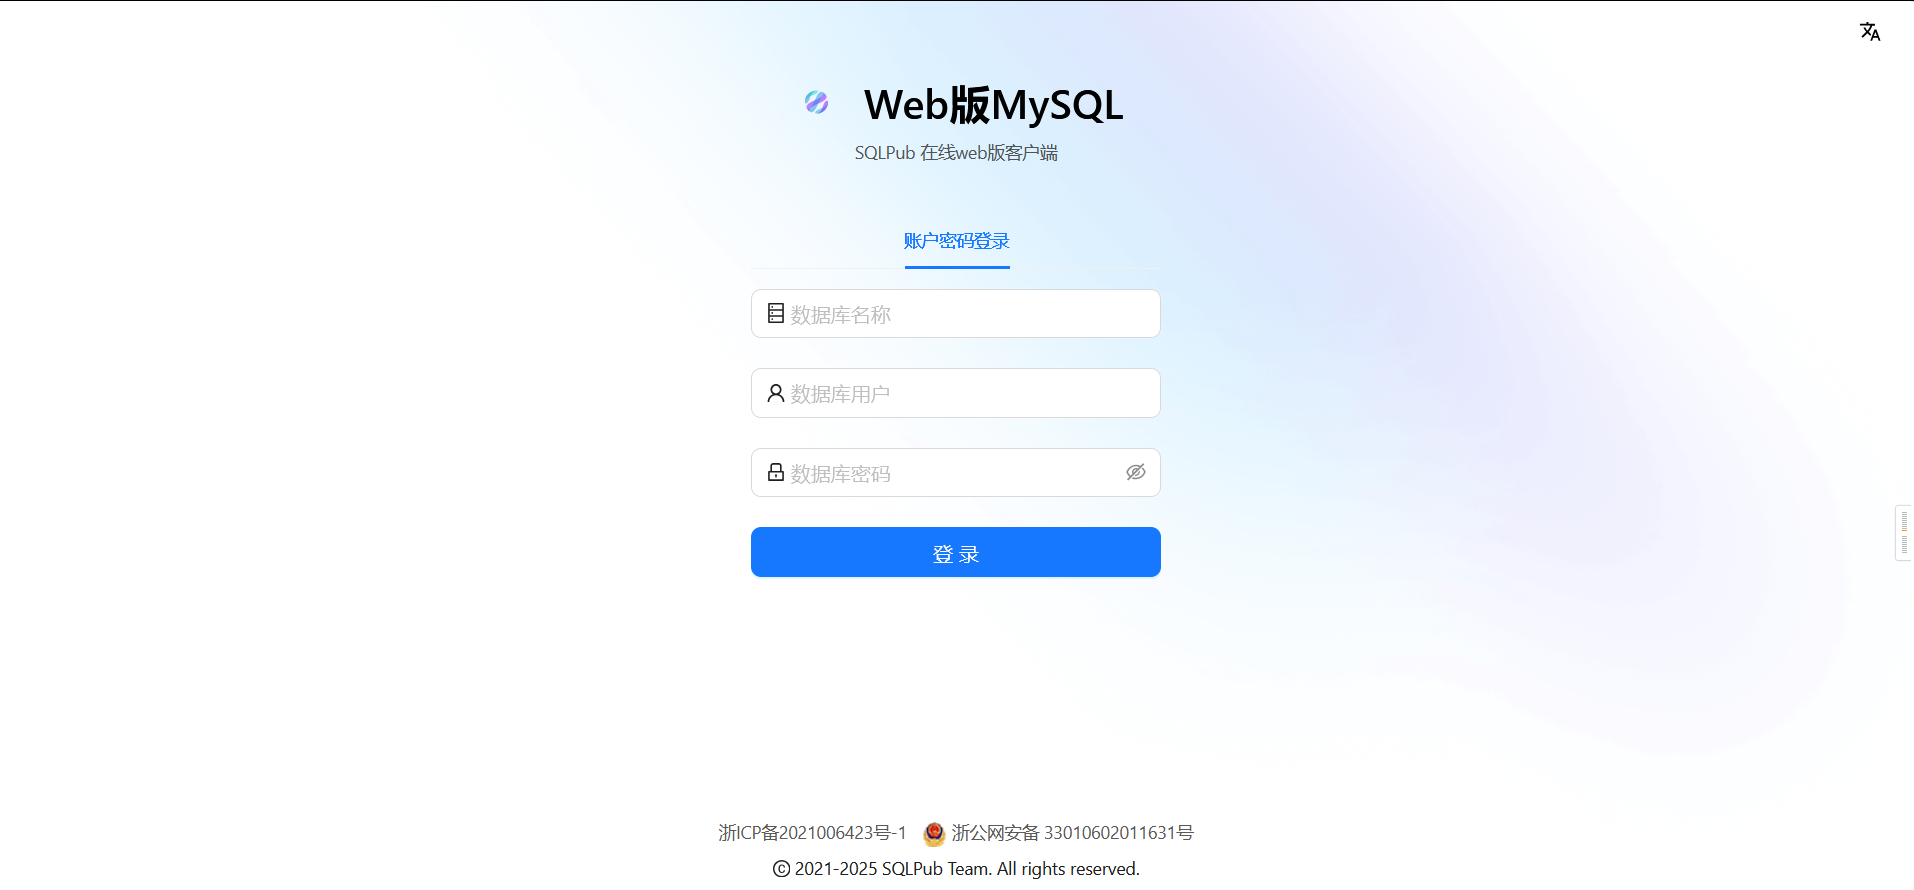 Web版MySQL
SQLPub 在线web版客户端
账户密码登录
数据库名称
数据库用户
数据库密码
登 录
浙ICP备2021006423号-1 浙公网安备 33010602011631号
© 2021-2025 SQLPub Team. All rights reserved.